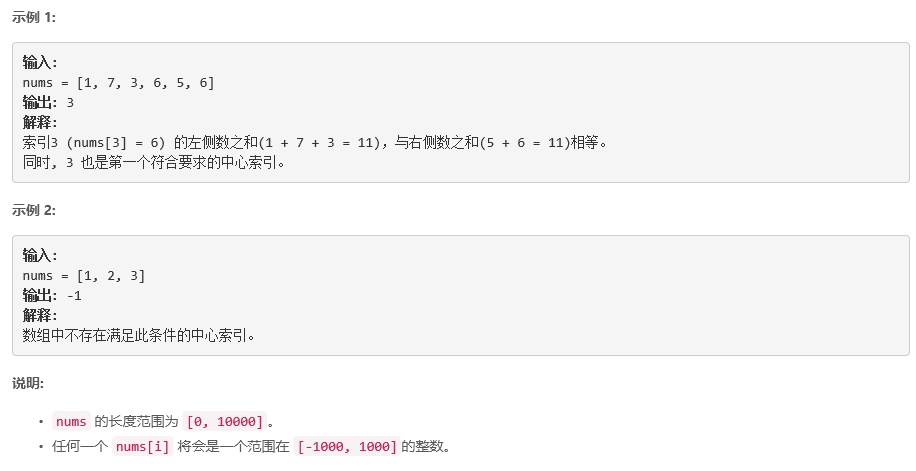 示例 1:
输入:
nums = [1, 7, 3, 6, 5, 6]
输出: 3
解释:
索引3 (nums[3] = 6) 的左侧数之和(1 + 7 + 3 = 11)，与右侧数之和(5 + 6 = 11)相等。
同时, 3 也是第一个符合要求的中心索引。
示例 2:
输入:
nums = [1, 2, 3]
输出: -1
解释:
数组中不存在满足此条件的中心索引。
说明:
• nums 的长度范围为 [0, 10000]。
• 任何一个 nums[i] 将会是一个范围在 [-1000, 1000]的整数。